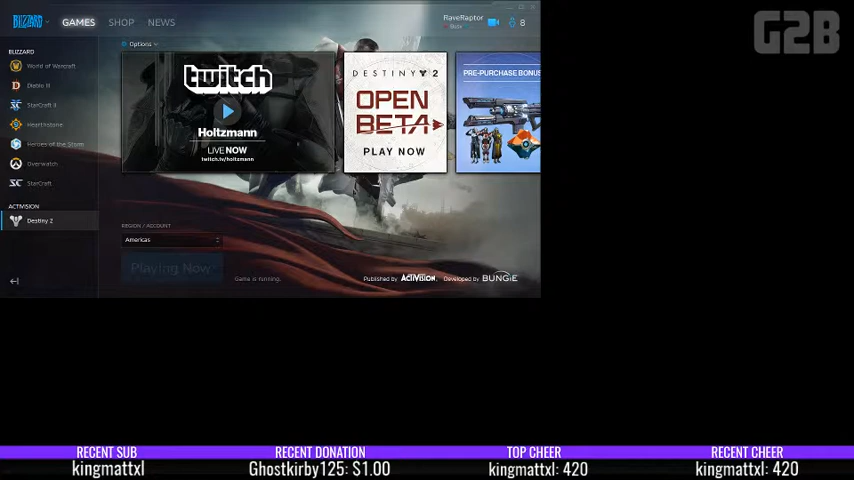 BLIZZARD
GAMES
SHOP
NEWS
RaveRaptor
8
G2B
Options
BLIZZARD
World of Warcraft
Diablo III
StarCraft II
Hearthstone
Heroes of the Storm
Overwatch
StarCraft
ACTIVISION
Destiny 2
twitch
Holtzmann
LIVE NOW
twitch.tv/holtzmann
DESTINY 2
OPEN
BETA
PLAY NOW
PRE-PURCHASE BONUS
REGION / ACCOUNT
Americas
Playing Now
Game is running.
Published by ACTIVISION. Developed by BUNGiE
RECENT SUB
kingmattxl
RECENT DONATION
Ghostkirby125: $1.00
TOP CHEER
kingmattxl: 420
RECENT CHEER
kingmattxl: 420